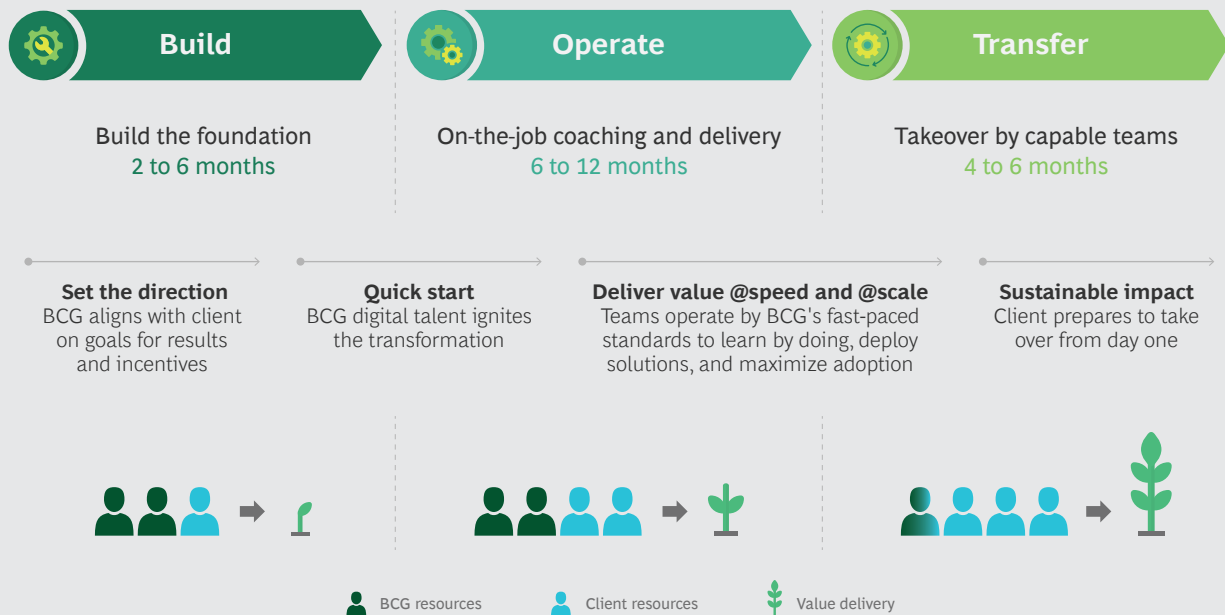 Build
Operate
Transfer
Build the foundation
2 to 6 months
On-the-job coaching and delivery
6 to 12 months
Takeover by capable teams
4 to 6 months
Set the direction
BCG aligns with client
on goals for results
and incentives
Quick start
BCG digital talent ignites
the transformation
Deliver value @speed and @scale
Teams operate by BCG's fast-paced
standards to learn by doing, deploy
solutions, and maximize adoption
Sustainable impact
Client prepares to take
over from day one
BCG resources
Client resources
Value delivery